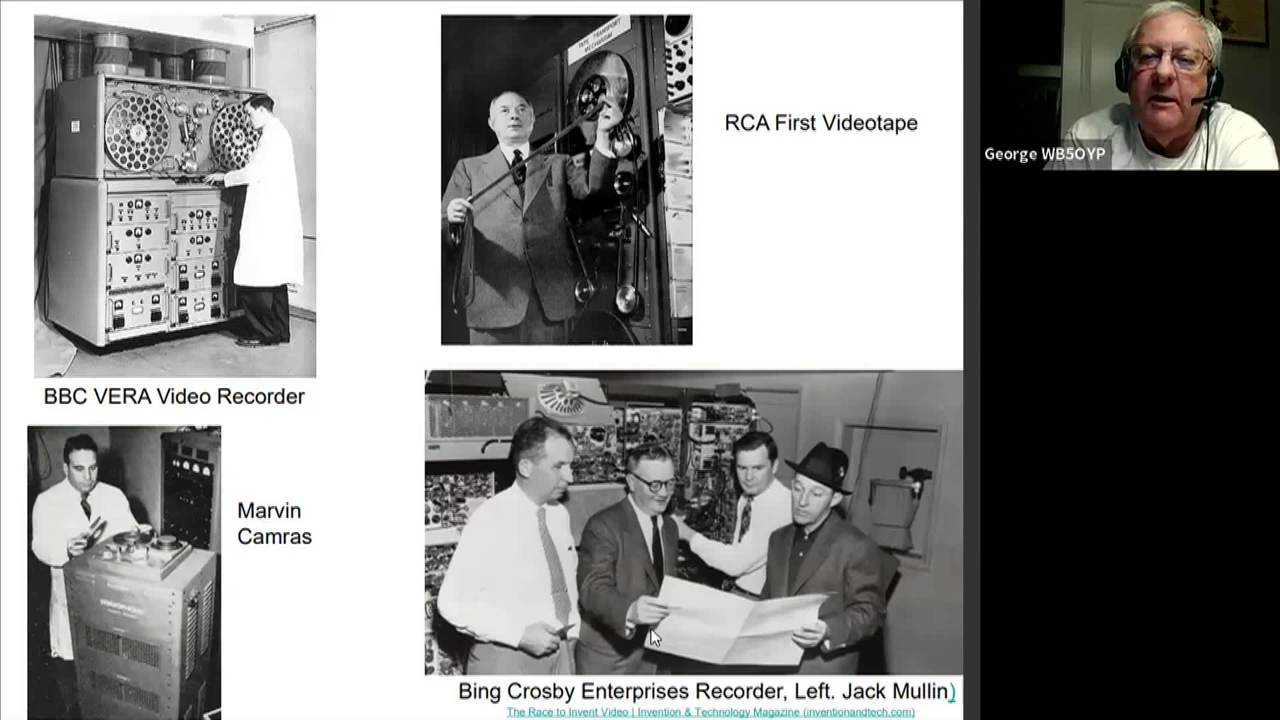 TAPE TRANSPORT
MECHANISM
RCA First Videotape
George WB5OYP
BBC VERA Video Recorder
Marvin
Camras
Bing Crosby Enterprises Recorder, Left. Jack Mullin)
The Race to Invent Video | Invention & Technology Magazine (inventionandtech.com)